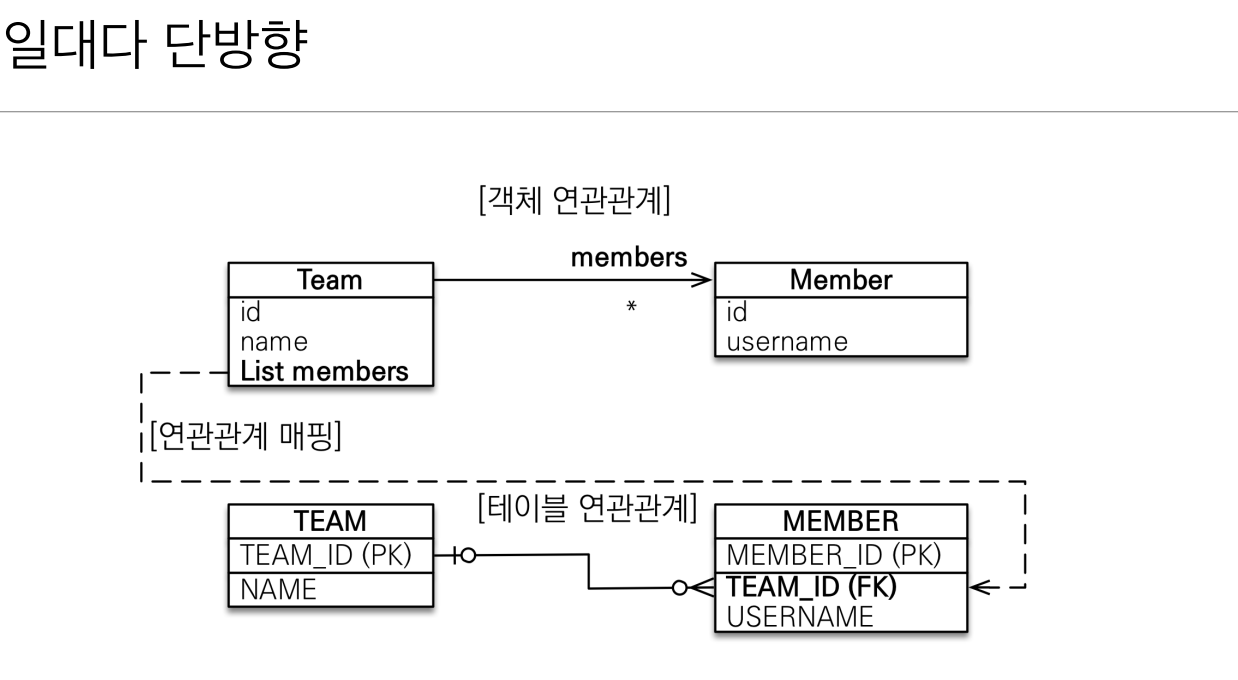 일대다 단방향
[객체 연관관계]
members
Team
Member
*
id
name
List members
id
username
[연관관계 매핑]
[테이블 연관관계]
TEAM
TEAM_ID (PK)
NAME
MEMBER
MEMBER_ID (PK)
TEAM_ID (FK)
USERNAME